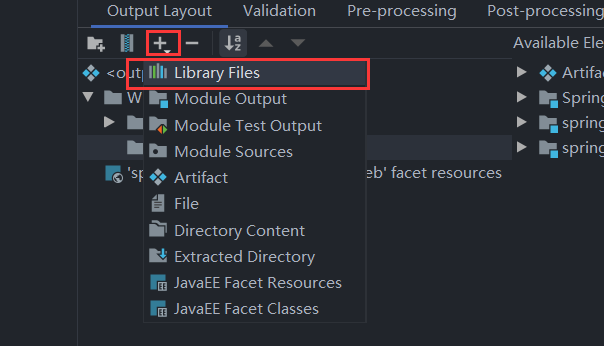 Output Layout Validation Pre-processing Post-processing
Available Ele
<outp
Library Files
Artifa
W
Module Output
Spring
Module Test Output
spring
Module Sources
spring
'sp
Artifact
eb' facet resources
File
Directory Content
Extracted Directory
JavaEE Facet Resources
JavaEE Facet Classes